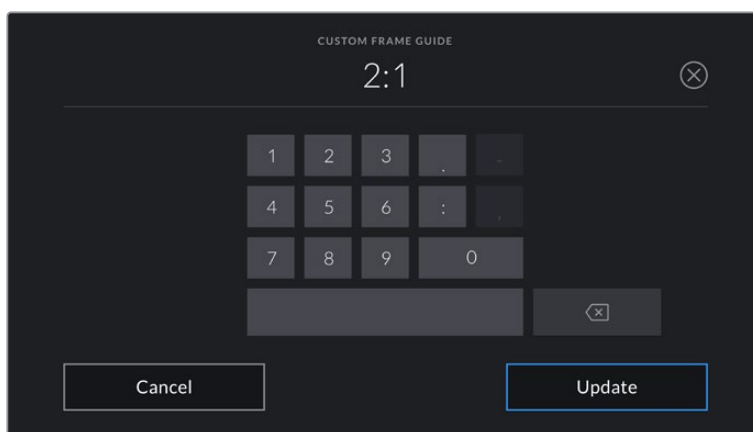 CUSTOM FRAME GUIDE
2:1
1 2 3 . -
4 5 6 : ,
7 8 9 0
Cancel Update